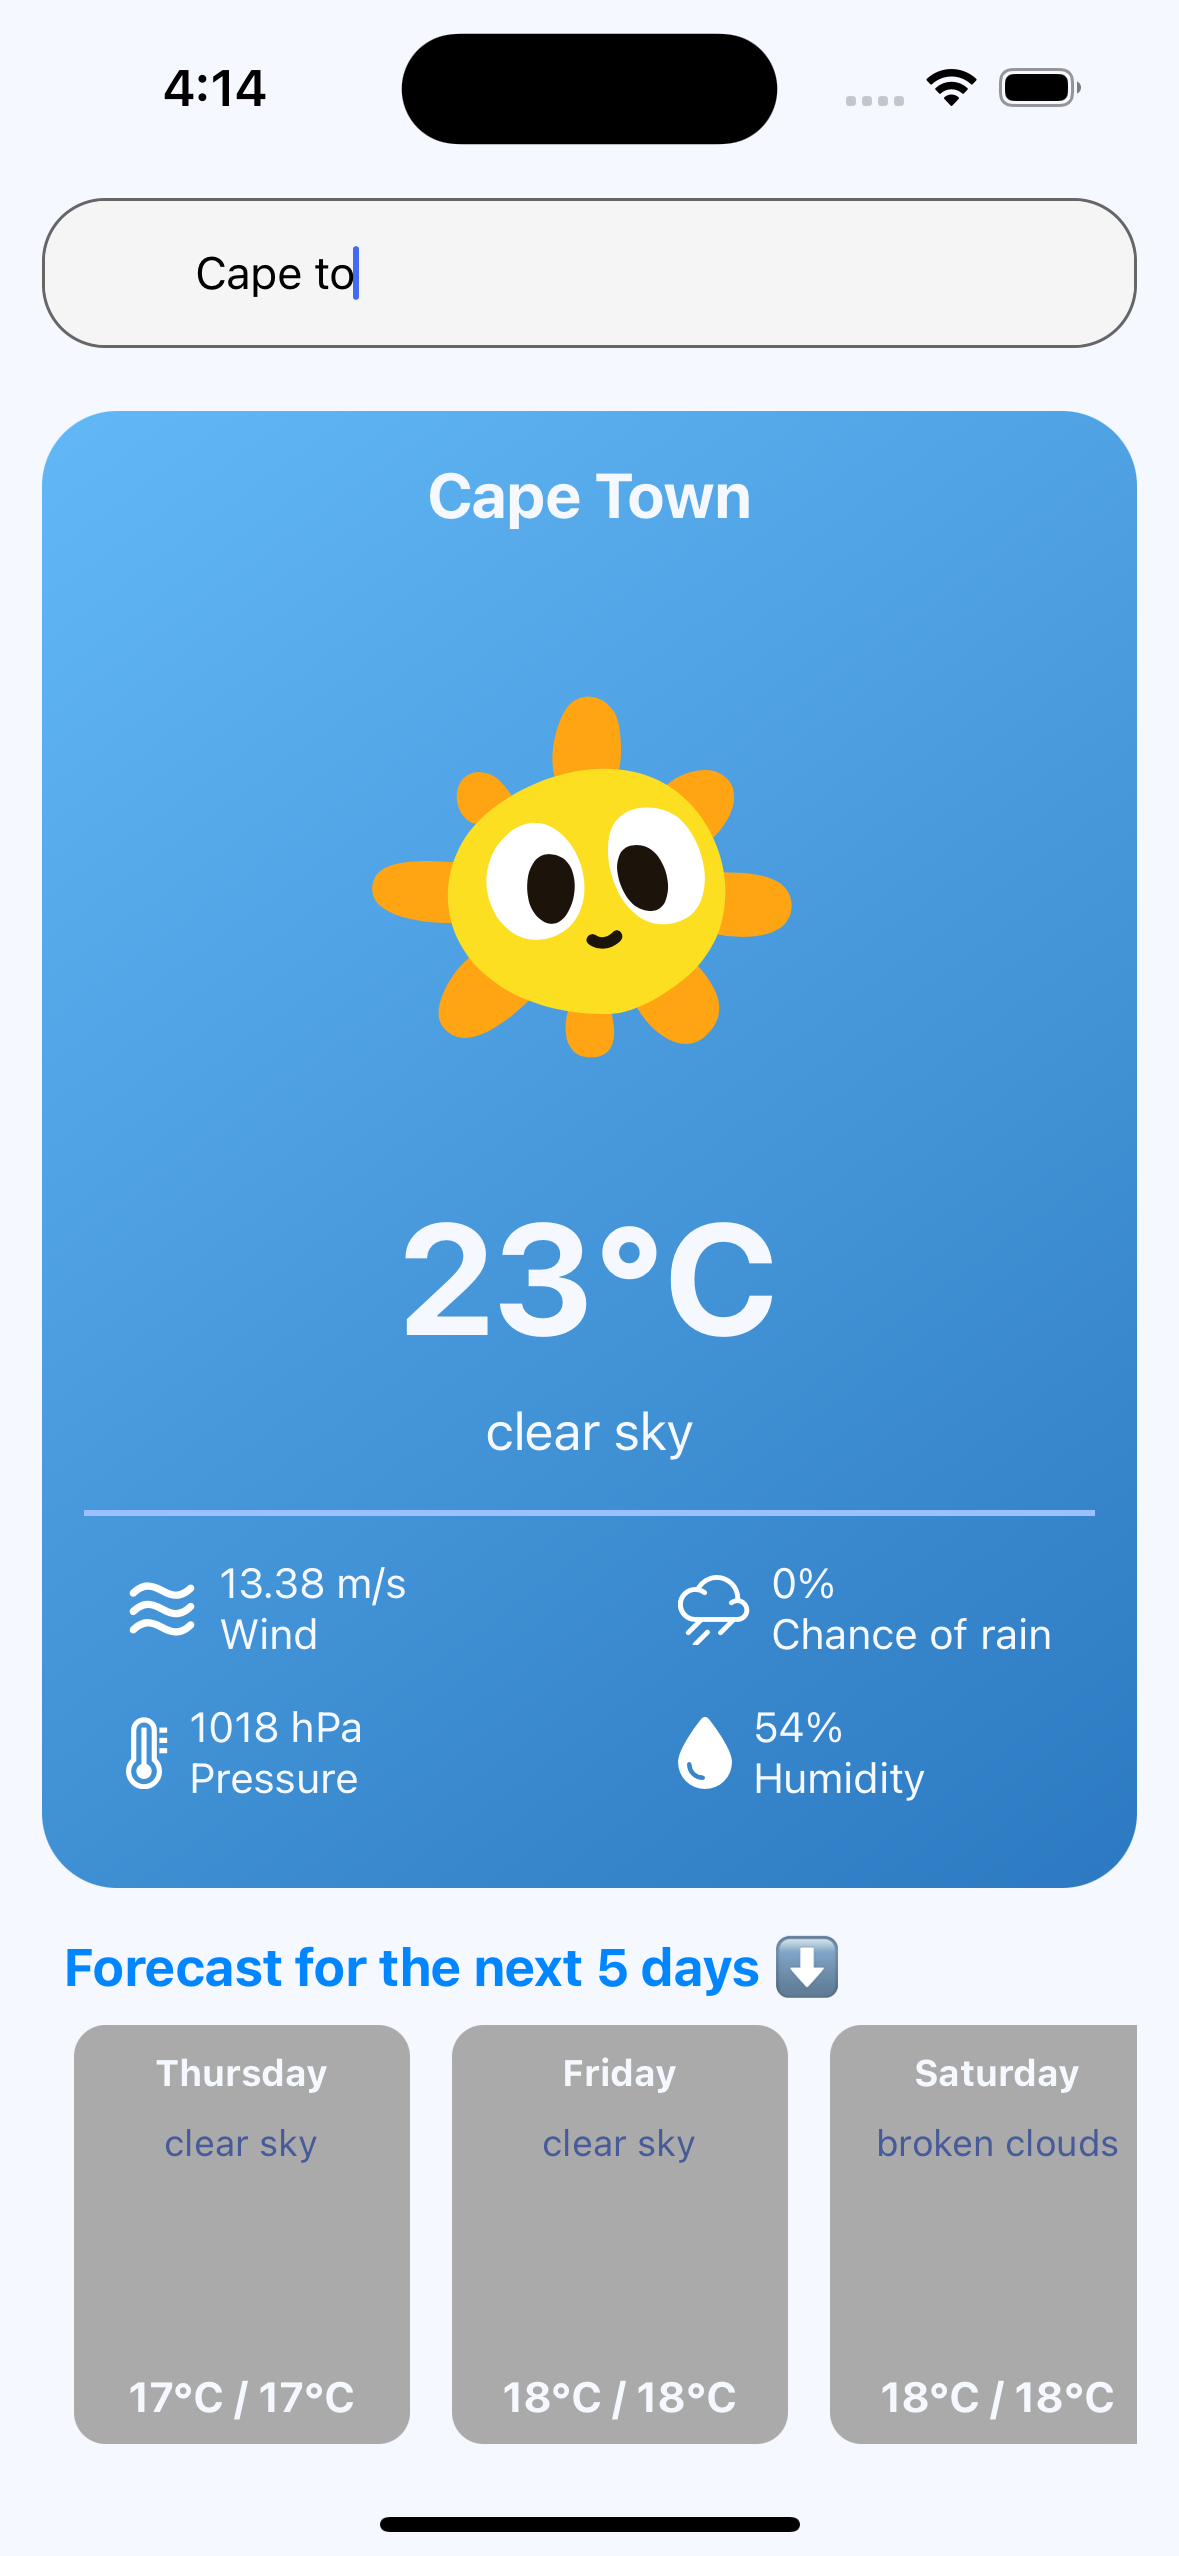 4:14
Cape to
Cape Town
23°C
clear sky
13.38 m/s
Wind
0%
Chance of rain
1018 hPa
Pressure
54%
Humidity
Forecast for the next 5 days ⬇️
Thursday
clear sky
17°C / 17°C
Friday
clear sky
18°C / 18°C
Saturday
broken clouds
18°C / 18°C